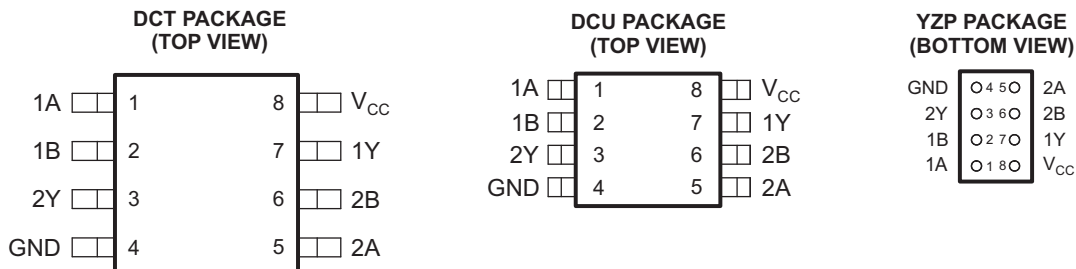 DCT PACKAGE
(TOP VIEW)
1A 1 8 VCC
1B 2 7 1Y
2Y 3 6 2B
GND 4 5 2A
DCU PACKAGE
(TOP VIEW)
1A 1 8 VCC
1B 2 7 1Y
2Y 3 6 2B
GND 4 5 2A
YZP PACKAGE
(BOTTOM VIEW)
GND 4 5 2A
2Y 3 6 2B
1B 2 7 1Y
1A 1 8 VCC